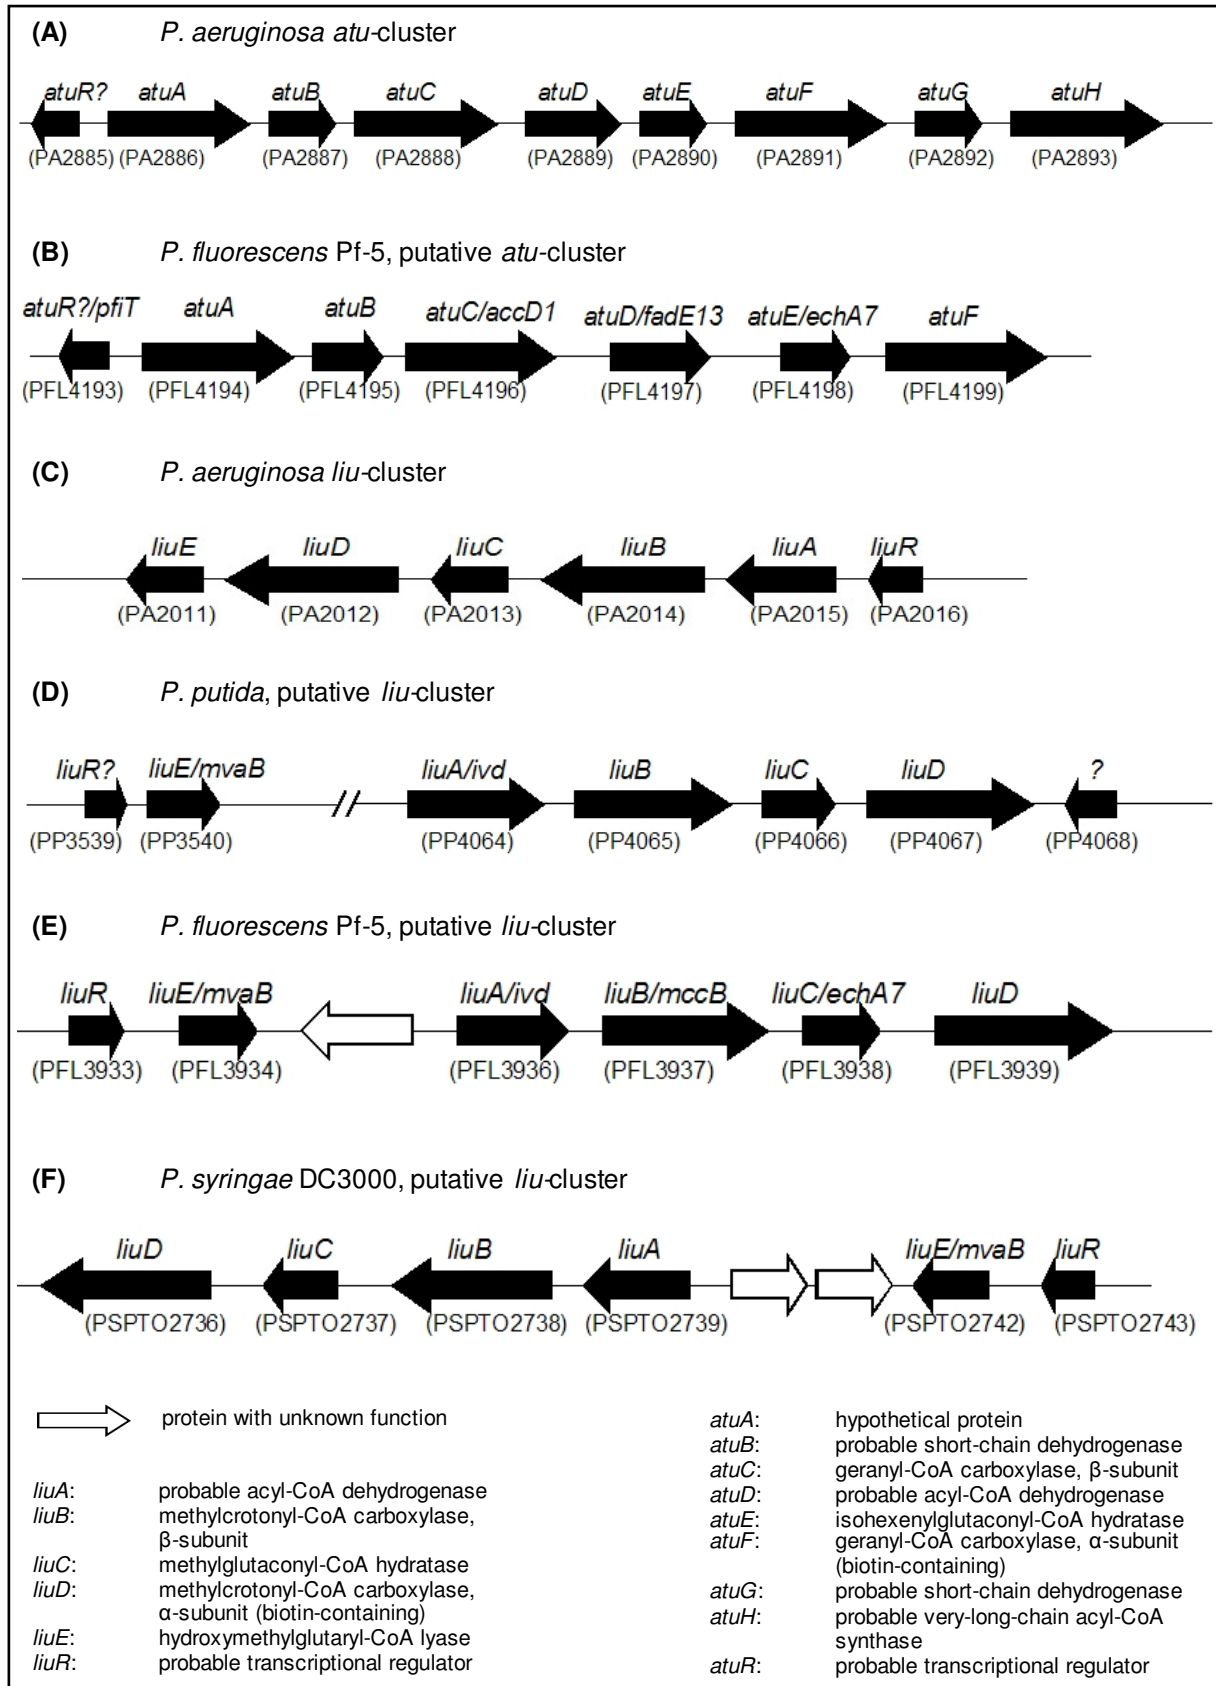 (A) P. aeruginosa atu-cluster
atuR? atuA atuB atuC atuD atuE atuF atuG atuH
(PA2885) (PA2886) (PA2887) (PA2888) (PA2889) (PA2890) (PA2891) (PA2892) (PA2893)
(B) P. fluorescens Pf-5, putative atu-cluster
atuR?/pfiT atuA atuB atuC/accD1 atuD/fadE13 atuE/echA7 atuF
(PFL4193) (PFL4194) (PFL4195) (PFL4196) (PFL4197) (PFL4198) (PFL4199)
(C) P. aeruginosa liu-cluster
liuE liuD liuC liuB liuA liuR
(PA2011) (PA2012) (PA2013) (PA2014) (PA2015) (PA2016)
(D) P. putida, putative liu-cluster
liuR? liuE/mvaB liuA/ivd liuB liuC liuD ?
(PP3539) (PP3540) // (PP4064) (PP4065) (PP4066) (PP4067) (PP4068)
(E) P. fluorescens Pf-5, putative liu-cluster
liuR liuE/mvaB liuA/ivd liuB/mccB liuC/echA7 liuD
(PFL3933) (PFL3934) (PFL3936) (PFL3937) (PFL3938) (PFL3939)
(F) P. syringae DC3000, putative liu-cluster
liuD liuC liuB liuA liuE/mvaB liuR
(PSPTO2736) (PSPTO2737) (PSPTO2738) (PSPTO2739) (PSPTO2742) (PSPTO2743)
protein with unknown function
liuA: probable acyl-CoA dehydrogenase
liuB: methylcrotonyl-CoA carboxylase,
β-subunit
liuC: methylglutaconyl-CoA hydratase
liuD: methylcrotonyl-CoA carboxylase,
α-subunit (biotin-containing)
liuE: hydroxymethylglutaryl-CoA lyase
liuR: probable transcriptional regulator
atuA: hypothetical protein
atuB: probable short-chain dehydrogenase
atuC: geranyl-CoA carboxylase, β-subunit
atuD: probable acyl-CoA dehydrogenase
atuE: isohexenylglutaconyl-CoA hydratase
atuF: geranyl-CoA carboxylase, α-subunit
(biotin-containing)
atuG: probable short-chain dehydrogenase
atuH: probable very-long-chain acyl-CoA
synthase
atuR: probable transcriptional regulator